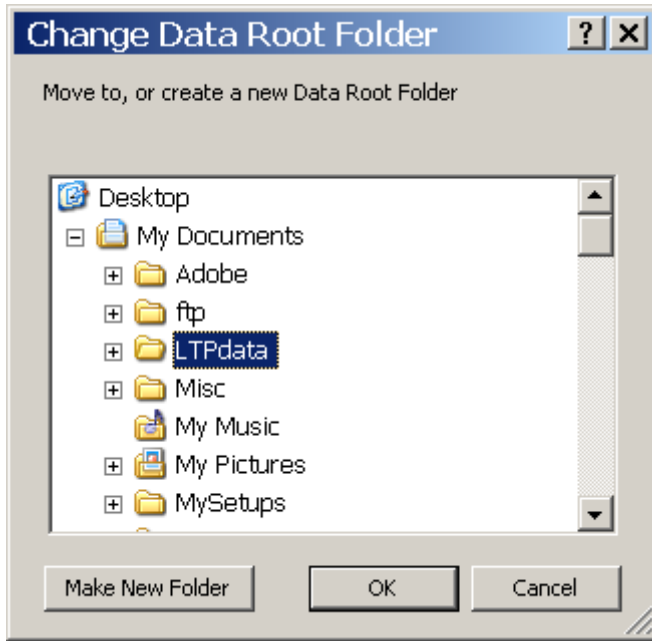 Change Data Root Folder
Move to, or create a new Data Root Folder
Desktop
My Documents
Adobe
ftp
LTPdata
Misc
My Music
My Pictures
MySetups
Make New Folder OK Cancel